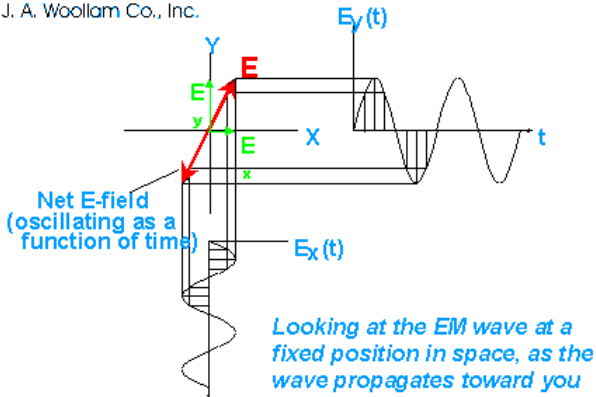 J. A. Woollam Co., Inc.
Ey (t)
Y
E
E
y
X
t
E
x
Net E-field
(oscillating as a
function of time)
Ex (t)
Looking at the EM wave at a
fixed position in space, as the
wave propagates toward you